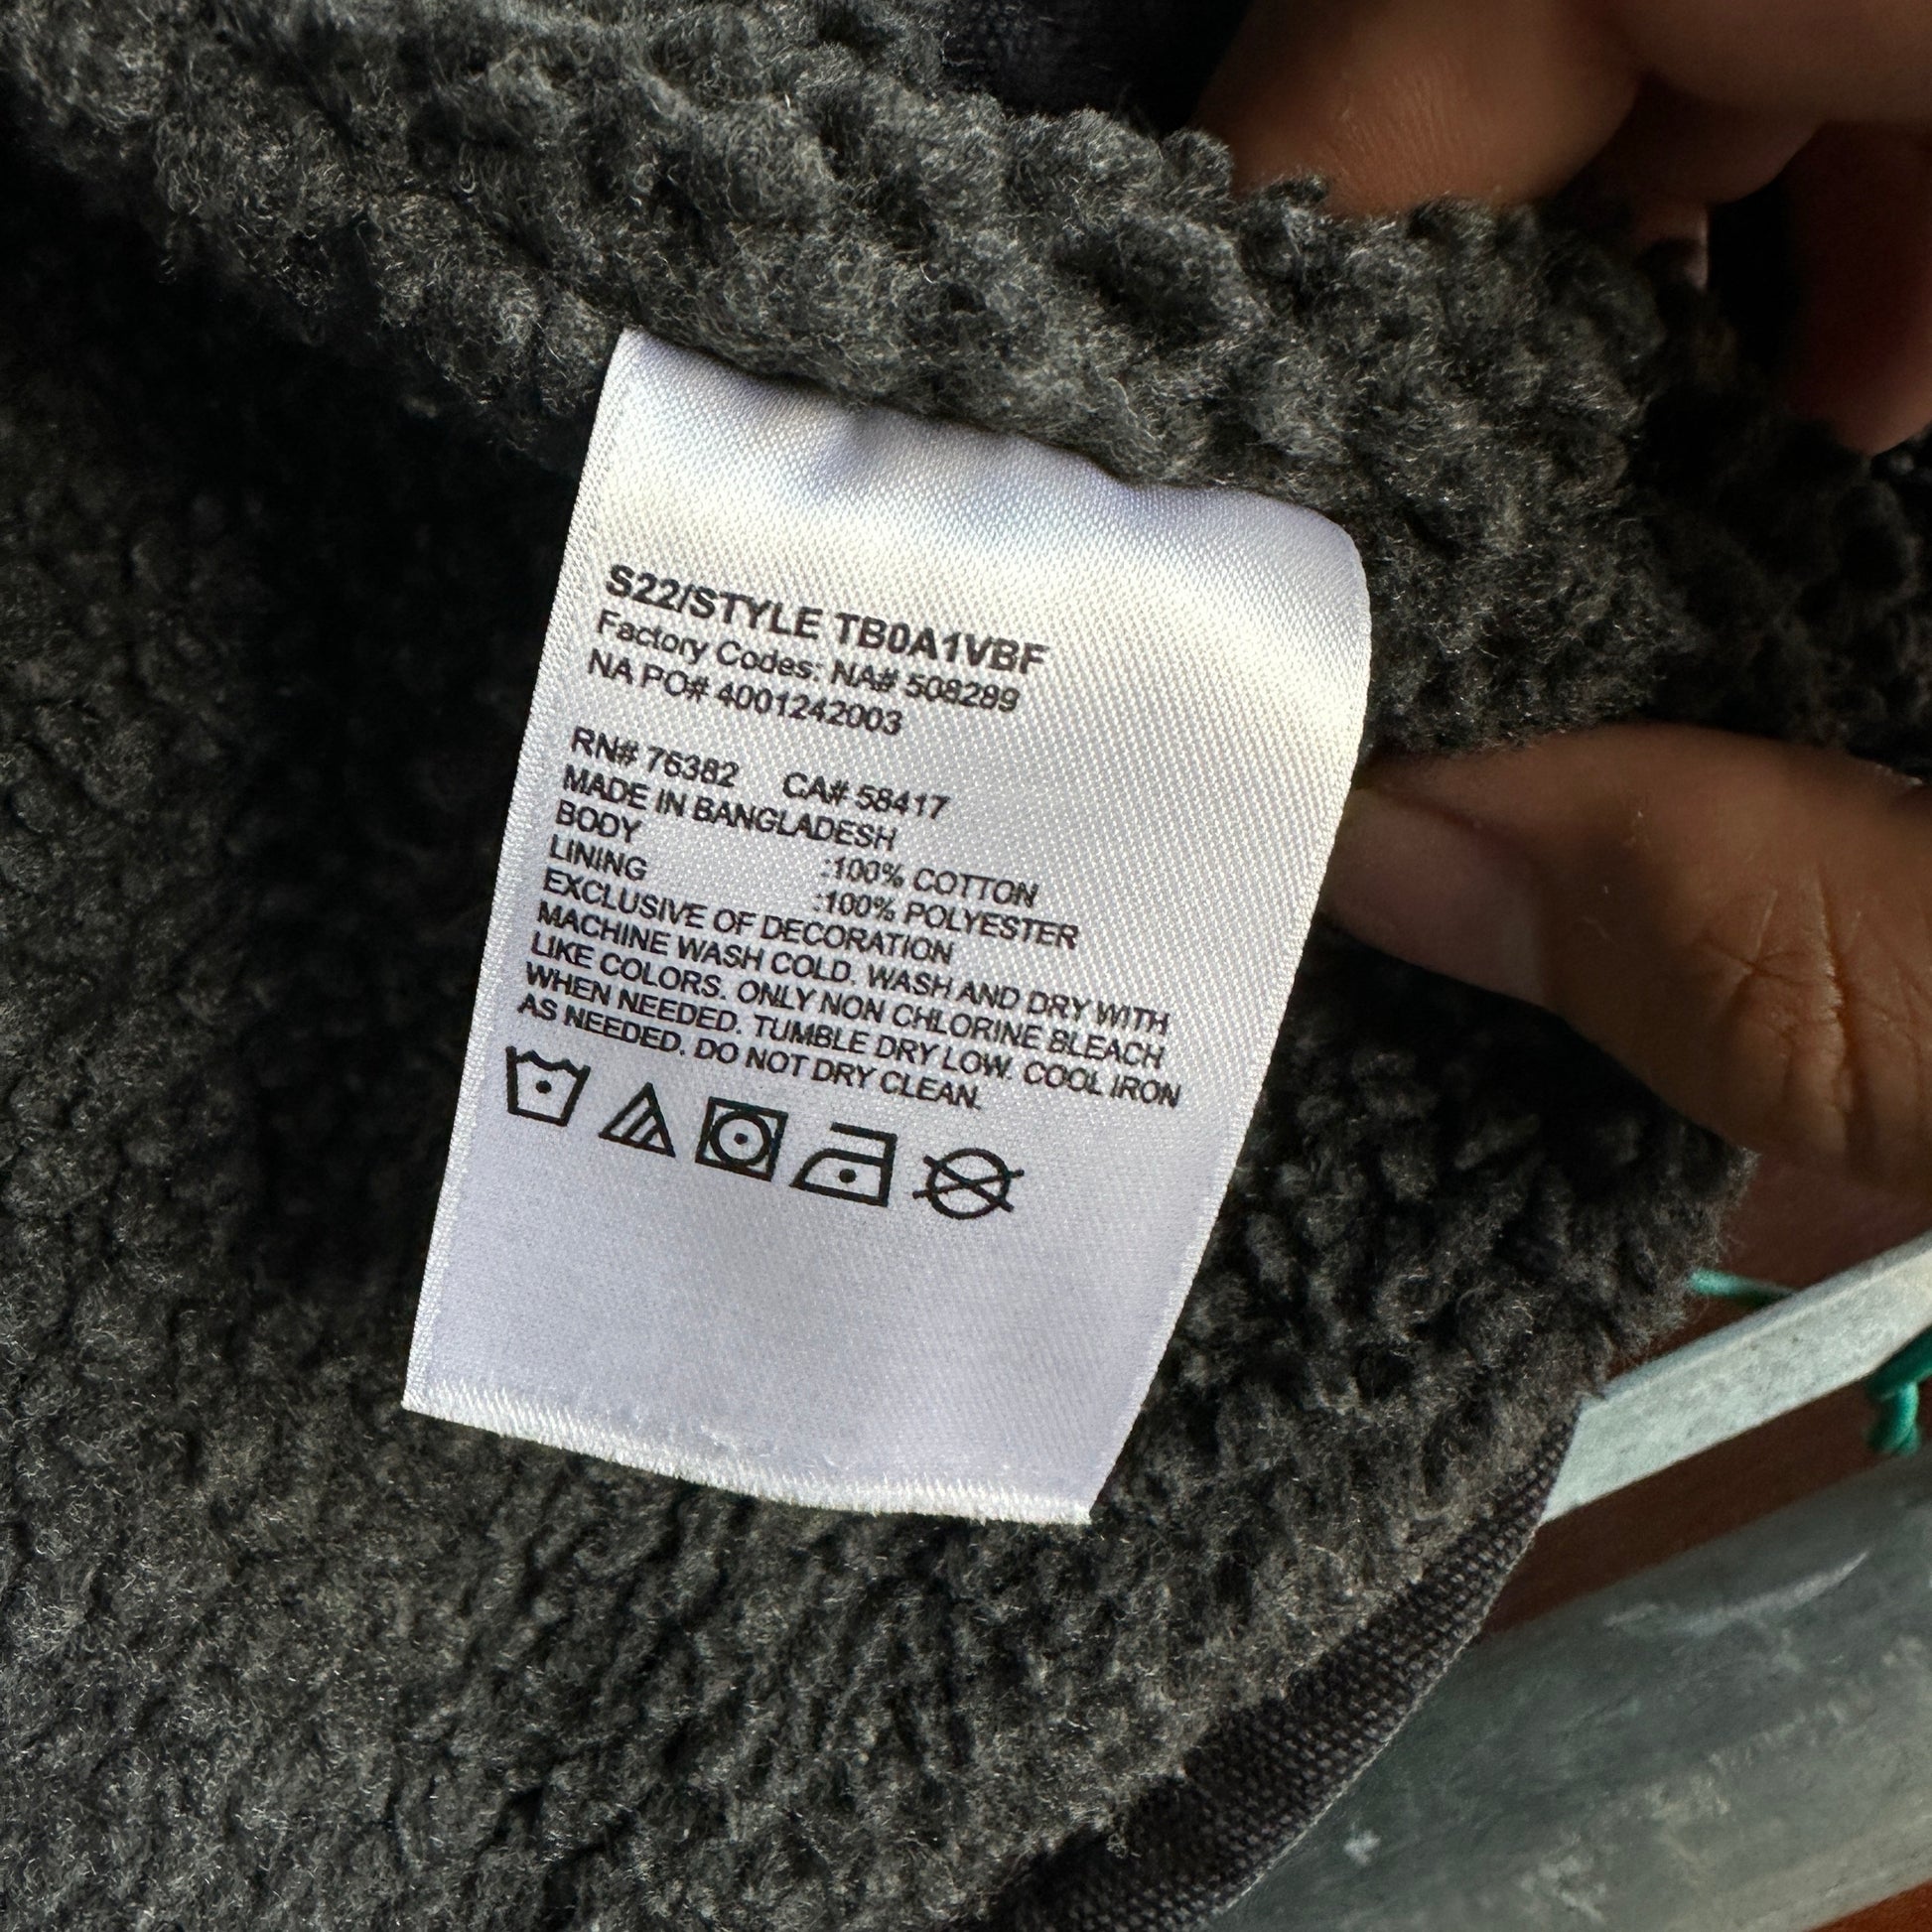 S22/STYLE TB0A1VBF
Factory Codes: NA# 508289
NA PO# 4001242003
RN# 76382 CA# 58417
MADE IN BANGLADESH
BODY :100% COTTON
LINING :100% POLYESTER
EXCLUSIVE OF DECORATION
MACHINE WASH COLD. WASH AND DRY WITH
LIKE COLORS. ONLY NON CHLORINE BLEACH
WHEN NEEDED. TUMBLE DRY LOW. COOL IRON
AS NEEDED. DO NOT DRY CLEAN.